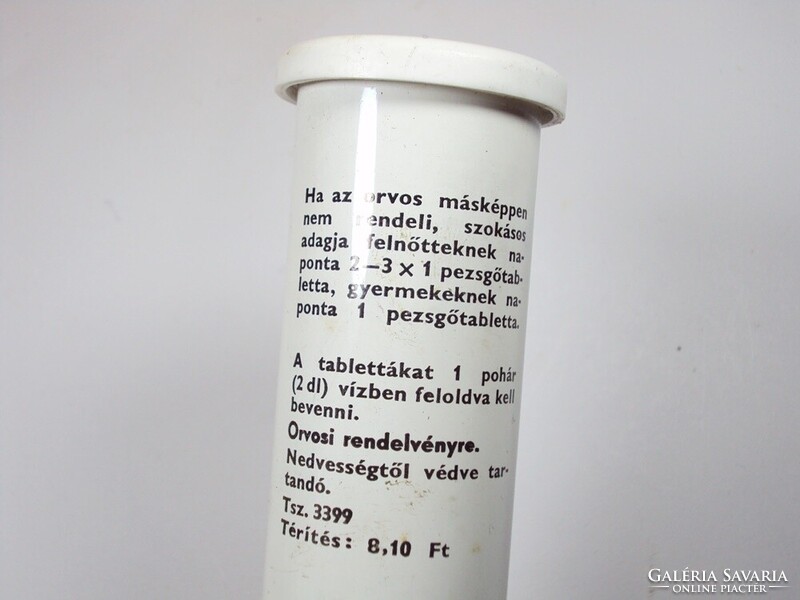 Ha az orvos másképpen
nem rendeli, szokásos
adagja felnőtteknek na-
ponta 2—3 x 1 pezsgőtab-
letta, gyermekeknek na-
ponta 1 pezsgőtabletta.
A tablettákat 1 pohár
(2 dl) vízben feloldva kell
bevenni.
Orvosi rendelvényre.
Nedvességtől védve tar-
tandó.
Tsz. 3399
Térítés: 8,10 Ft
GALÉRIA SAVARIA
ONLINE PIACTÉR